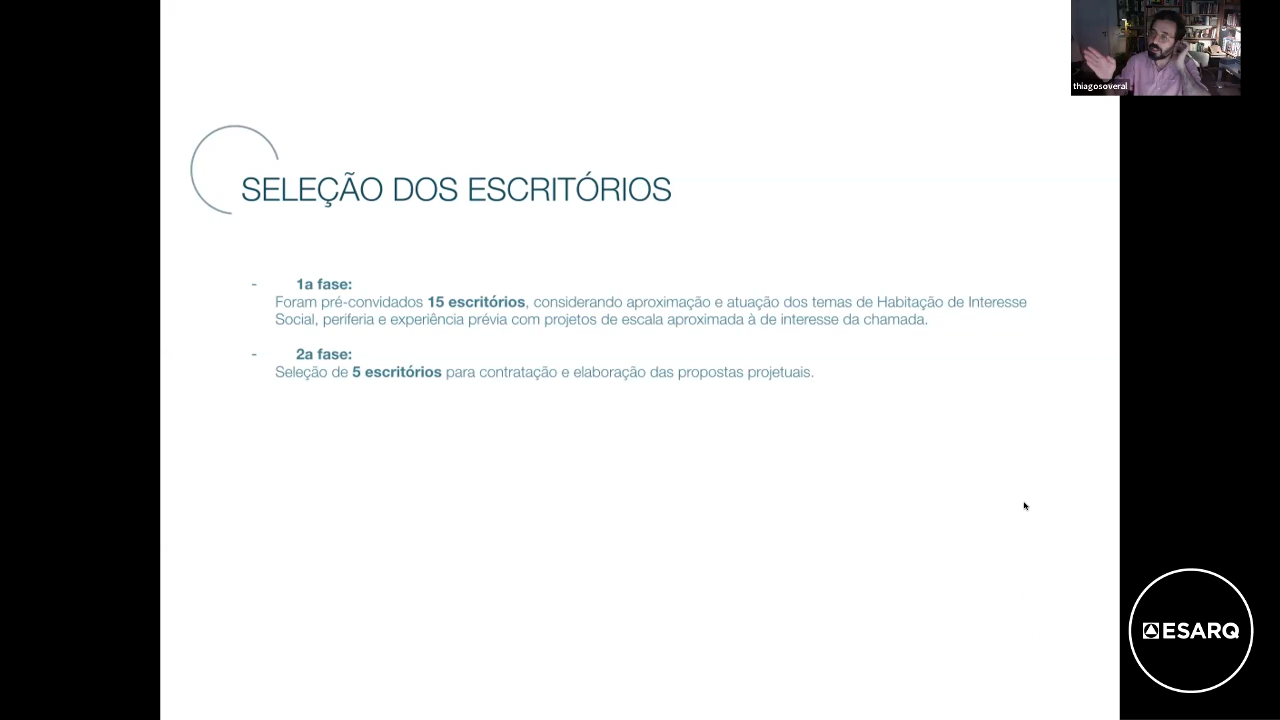 thiagosoveral
SELEÇÃO DOS ESCRITÓRIOS
- 1a fase:
Foram pré-convidados 15 escritórios, considerando aproximação e atuação dos temas de Habitação de Interesse
Social, periferia e experiência prévia com projetos de escala aproximada à de interesse da chamada.
- 2a fase:
Seleção de 5 escritórios para contratação e elaboração das propostas projetuais.
ESARQ